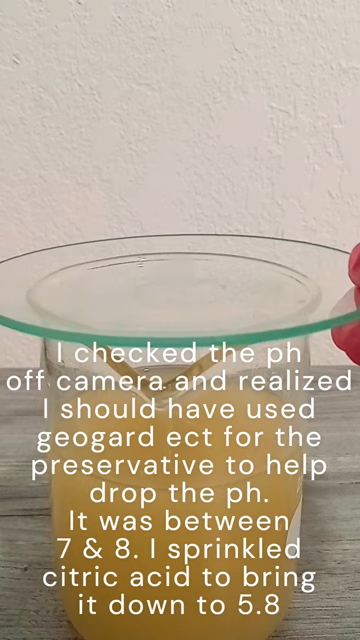 I checked the ph
off camera and realized
I should have used
geogard ect for the
preservative to help
drop the ph.
It was between
7 & 8. I sprinkled
citric acid to bring
it down to 5.8